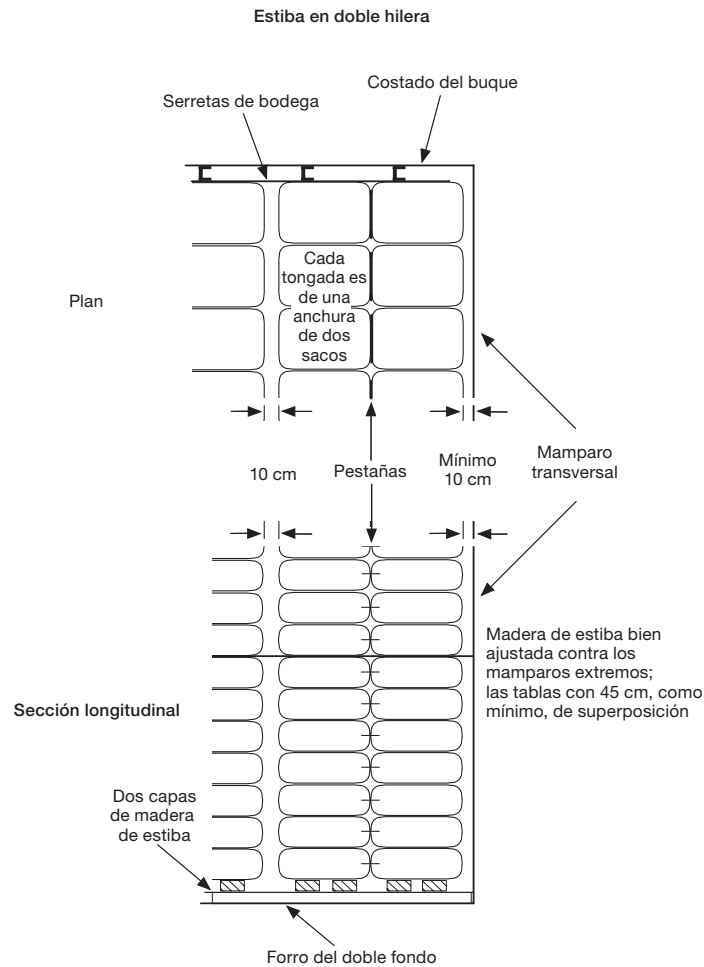 Estiba en doble hilera
Costado del buque
Serretas de bodega
Cada
tongada es
de una
anchura
de dos
sacos
Plan
10 cm
Pestañas
Mínimo
10 cm
Mamparo
transversal
Madera de estiba bien
ajustada contra los
mamparos extremos;
las tablas con 45 cm, como
mínimo, de superposición
Sección longitudinal
Dos capas
de madera
de estiba
Forro del doble fondo